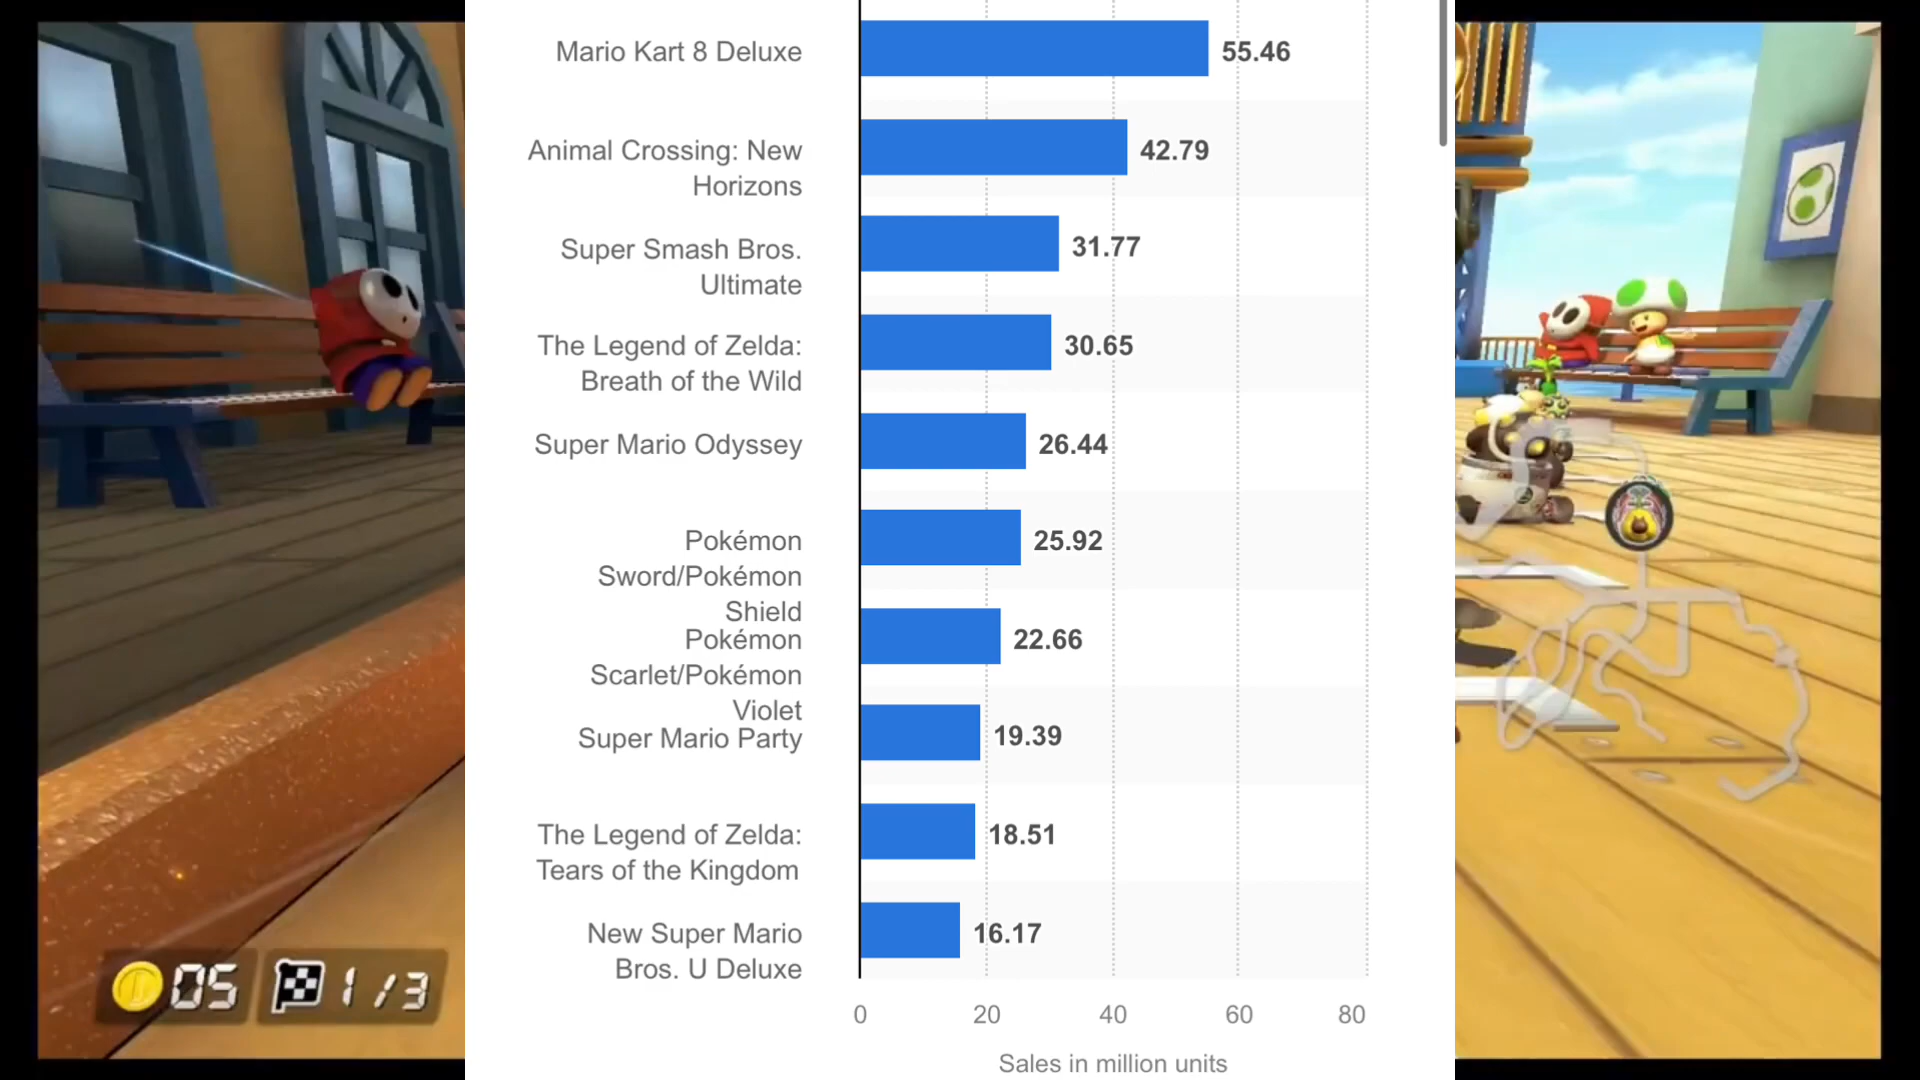 Mario Kart 8 Deluxe
55.46
Animal Crossing: New
Horizons
42.79
Super Smash Bros.
Ultimate
31.77
The Legend of Zelda:
Breath of the Wild
30.65
Super Mario Odyssey
26.44
Pokémon
Sword/Pokémon
Shield
25.92
Pokémon
Scarlet/Pokémon
Violet
22.66
Super Mario Party
19.39
The Legend of Zelda:
Tears of the Kingdom
18.51
New Super Mario
Bros. U Deluxe
16.17
0 20 40 60 80
Sales in million units
05 1/3